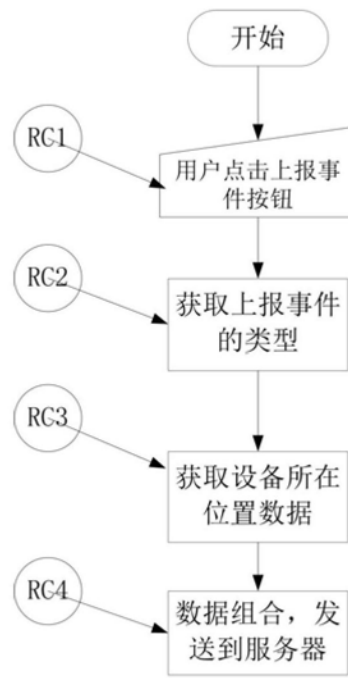 开始
RC1
用户点击上报事
件按钮
RC2
获取上报事件
的类型
RC3
获取设备所在
位置数据
RC4
数据组合，发
送到服务器